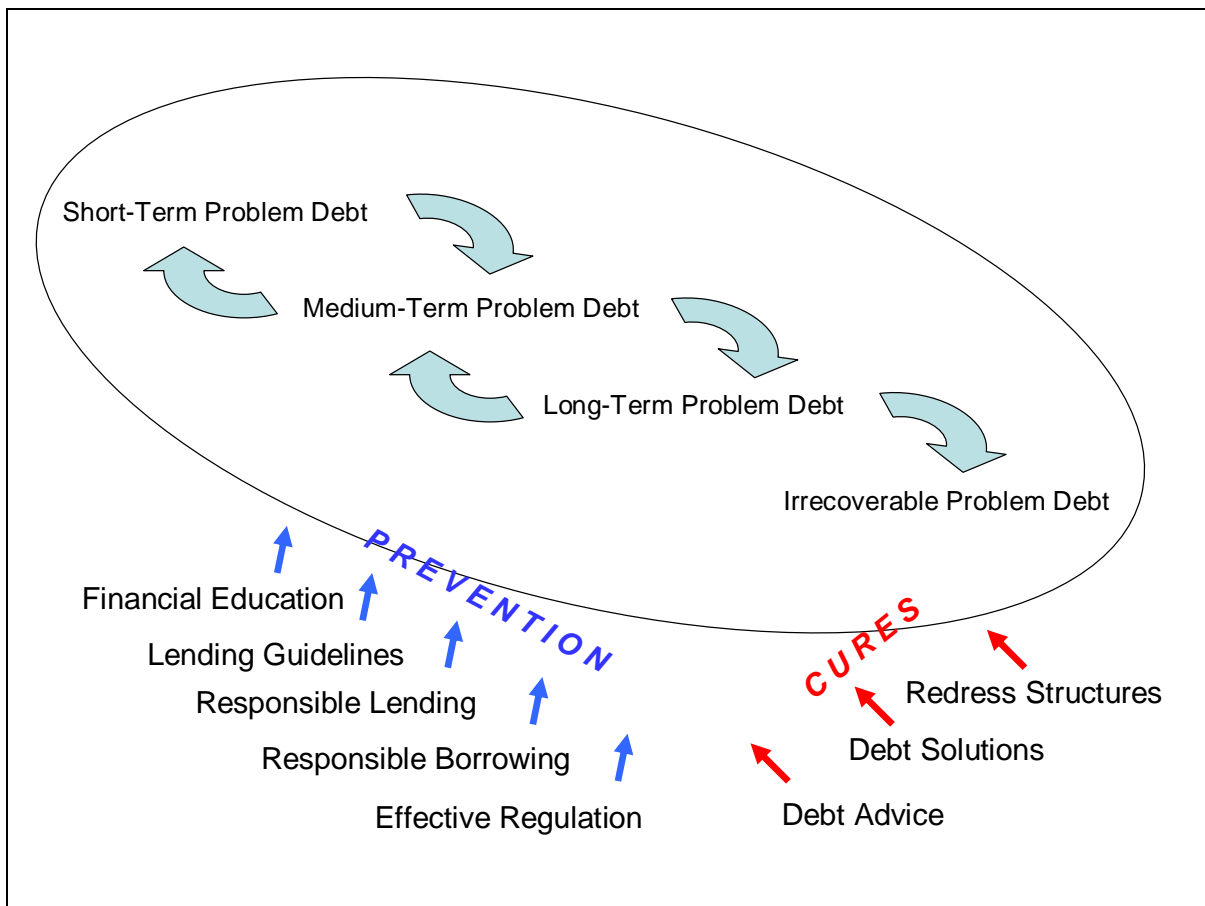 Short-Term Problem Debt
Medium-Term Problem Debt
Long-Term Problem Debt
Irrecoverable Problem Debt
PREVENTION
Financial Education
Lending Guidelines
Responsible Lending
Responsible Borrowing
Effective Regulation
CURES
Redress Structures
Debt Solutions
Debt Advice